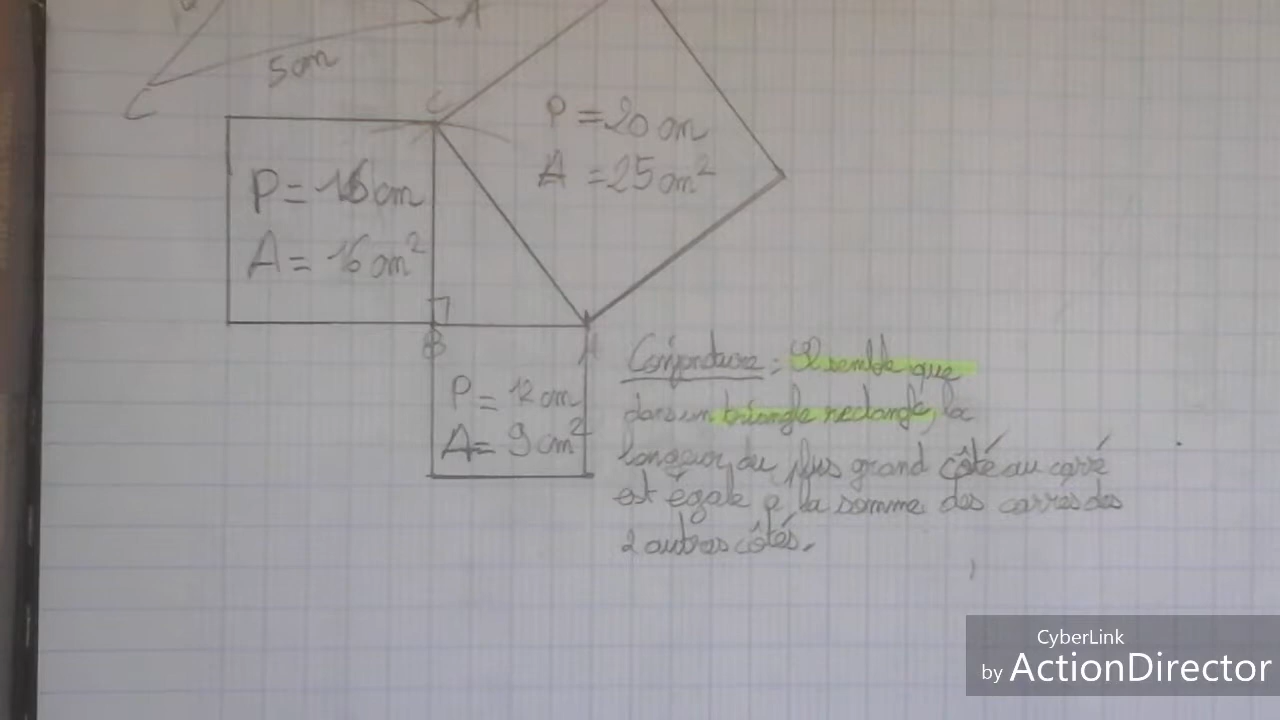 A
5cm
C
C
P = 20 cm
A = 25 cm²
P = 16 cm
A = 16 cm²
B
A
P = 12 cm
A = 9 cm²
Conjecture : Il semble que
dans un triangle rectangle, la
longueur du plus grand côté au carré
est égale a la somme des carrés des
2 autres côtés.
CyberLink
by ActionDirector